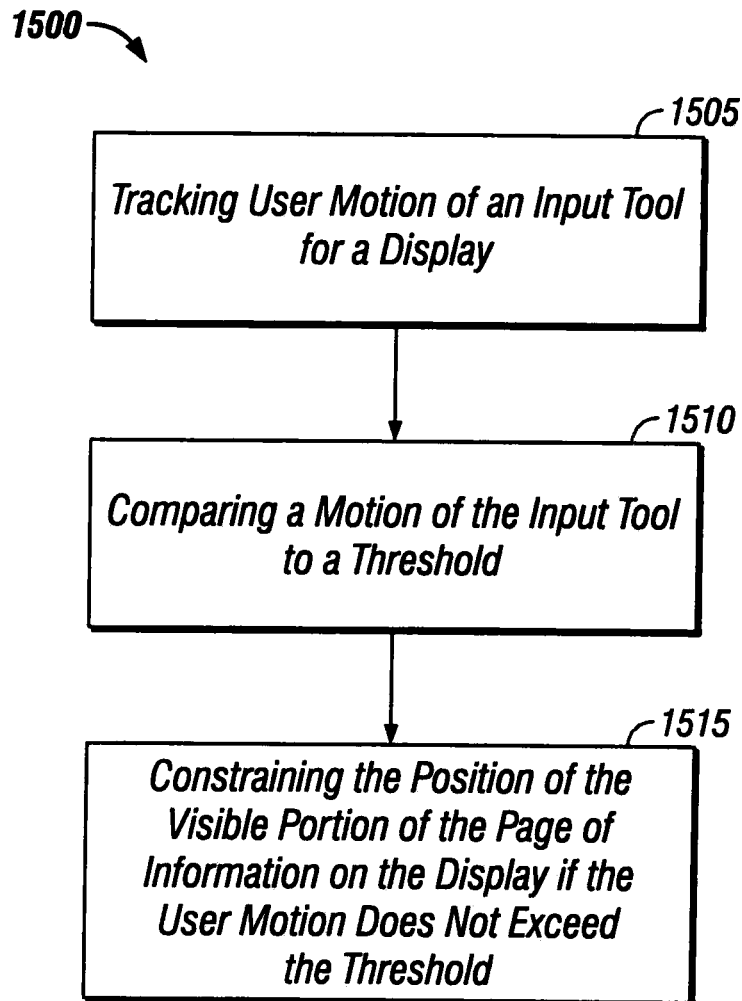 1500
1505
Tracking User Motion of an Input Tool
for a Display
1510
Comparing a Motion of the Input Tool
to a Threshold
1515
Constraining the Position of the
Visible Portion of the Page of
Information on the Display if the
User Motion Does Not Exceed
the Threshold